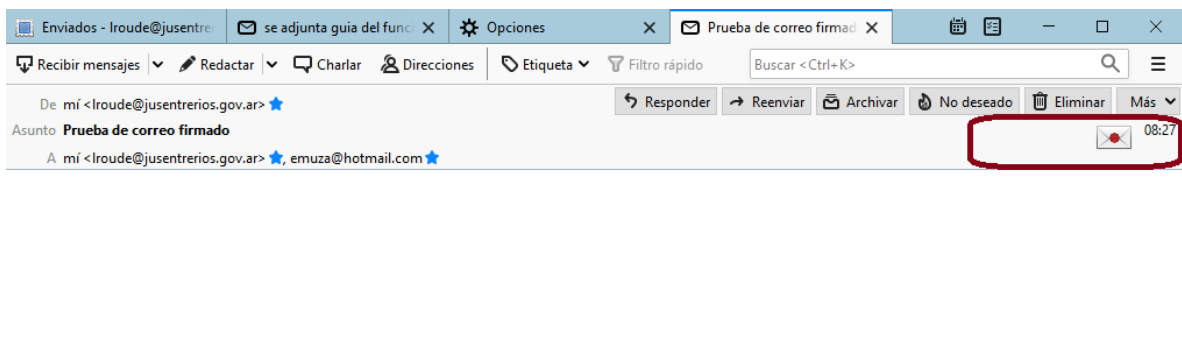 Enviados - lroude@jusentre
se adjunta guia del func
Opciones
Prueba de correo firmad
Recibir mensajes
Redactar
Charlar
Direcciones
Etiqueta
Filtro rápido
Buscar <Ctrl+K>
De mí <lroude@jusentrerios.gov.ar>
Responder
Reenviar
Archivar
No deseado
Eliminar
Más
Asunto Prueba de correo firmado
08:27
A mí <lroude@jusentrerios.gov.ar>, emuza@hotmail.com